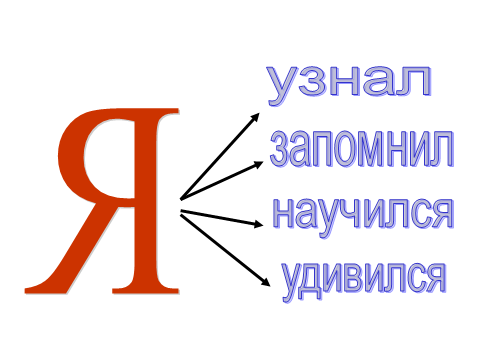 Я
узнал
запомнил
научился
удивился